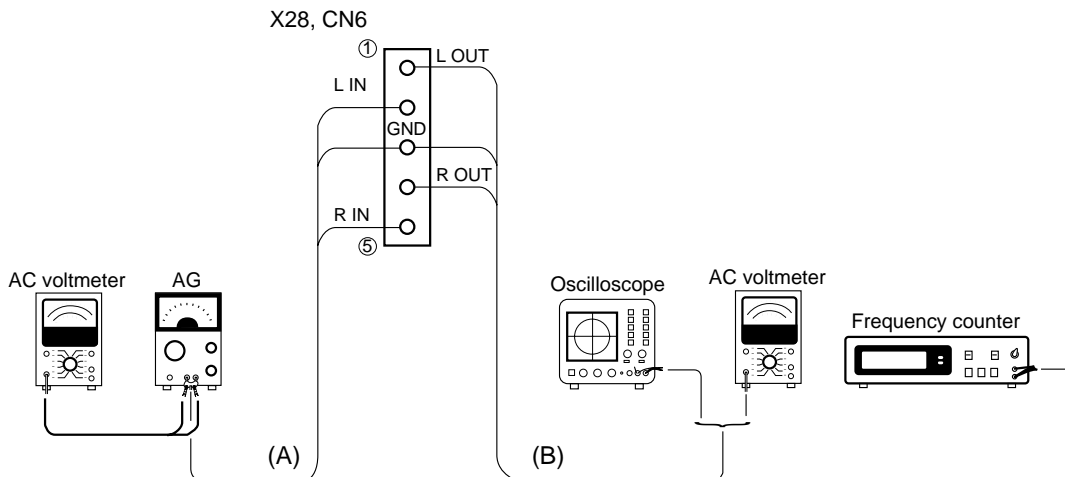 X28, CN6
①
L OUT
L IN
GND
R OUT
R IN
⑤
AC voltmeter
AG
Oscilloscope
AC voltmeter
Frequency counter
(A)
(B)